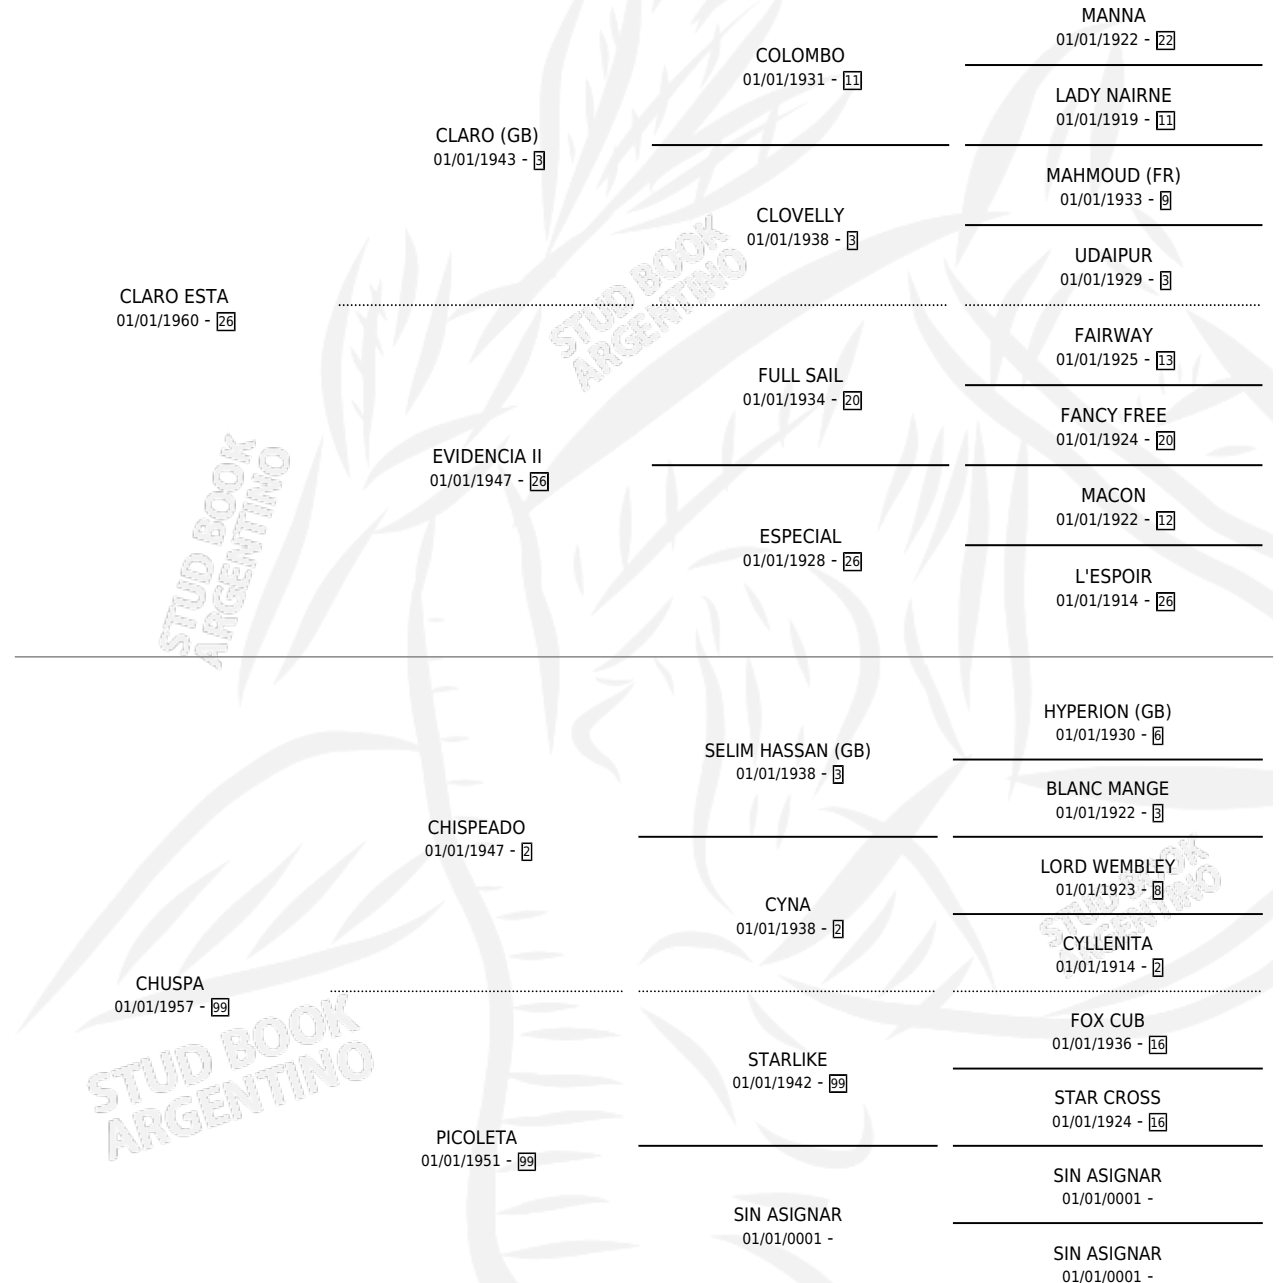 MANNA
01/01/1922 - 22
COLOMBO
01/01/1931 - 11
LADY NAIRNE
01/01/1919 - 11
CLARO (GB)
01/01/1943 - 3
MAHMOUD (FR)
01/01/1933 - 9
CLOVELLY
01/01/1938 - 3
UDAIPUR
01/01/1929 - 3
CLARO ESTA
01/01/1960 - 26
STUD BOOK
ARGENTINO
FAIRWAY
01/01/1925 - 13
FULL SAIL
01/01/1934 - 20
FANCY FREE
01/01/1924 - 20
EVIDENCIA II
01/01/1947 - 26
MACON
01/01/1922 - 12
ESPECIAL
01/01/1928 - 26
L'ESPOIR
01/01/1914 - 26
STUD BOOK
ARGENTINO
HYPERION (GB)
01/01/1930 - 6
SELIM HASSAN (GB)
01/01/1938 - 3
BLANC MANGE
01/01/1922 - 3
CHISPEADO
01/01/1947 - 2
LORD WEMBLEY
01/01/1923 - 8
CYNA
01/01/1938 - 2
STUD BOOK
ARGENTINO
CYLLENITA
01/01/1914 - 2
CHUSPA
01/01/1957 - 99
FOX CUB
01/01/1936 - 16
STARLIKE
01/01/1942 - 99
STAR CROSS
01/01/1924 - 16
STUD BOOK
ARGENTINO
PICOLETA
01/01/1951 - 99
SIN ASIGNAR
01/01/0001 -
SIN ASIGNAR
01/01/0001 -
SIN ASIGNAR
01/01/0001 -